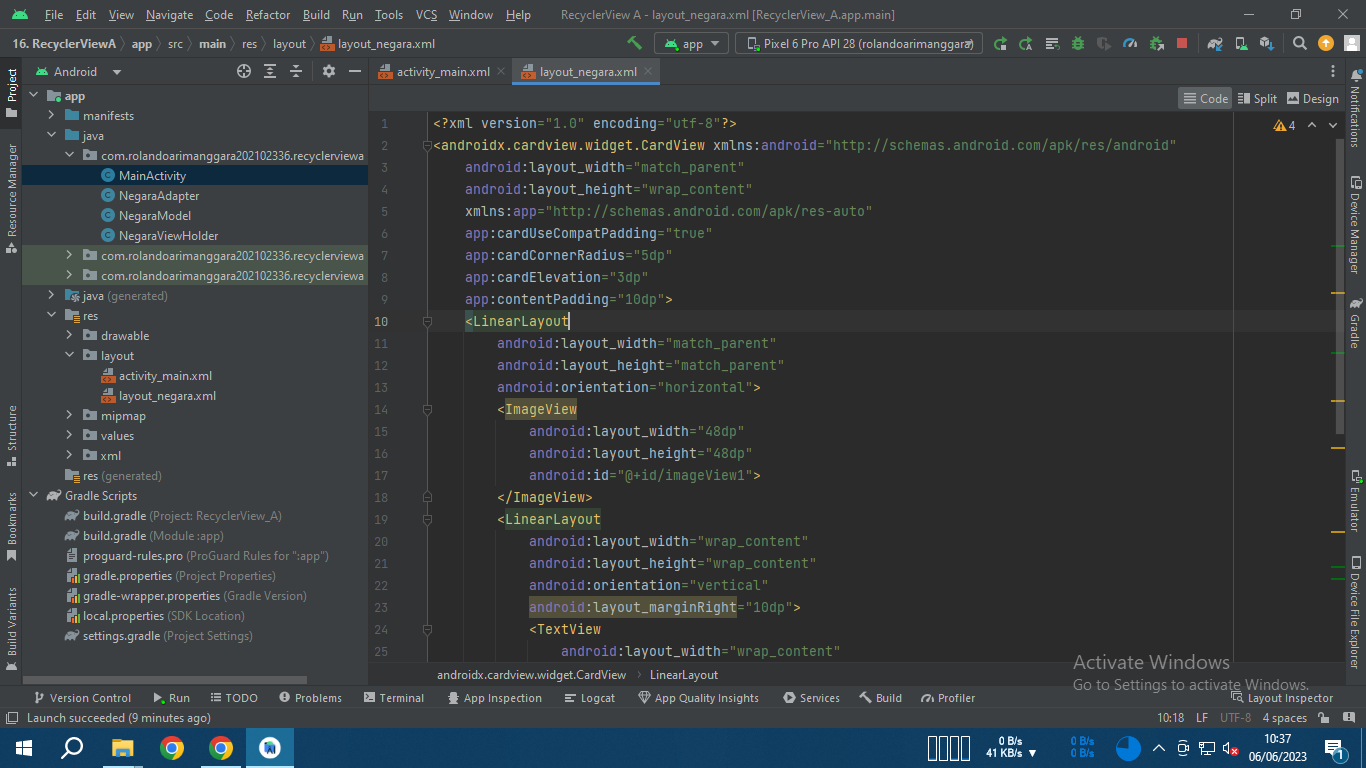 File Edit View Navigate Code Refactor Build Run Tools VCS Window Help RecyclerView A - layout_negara.xml [RecyclerView_A.app.main]
16. RecyclerViewA app src main res layout layout_negara.xml app Pixel 6 Pro API 28 (rolandoarimanggara)
Project
Resource Manager
Structure
Bookmarks
Build Variants
Android
app
manifests
java
com.rolandoarimanggara202102336.recyclerviewa
MainActivity
NegaraAdapter
NegaraModel
NegaraViewHolder
com.rolandoarimanggara202102336.recyclerviewa
com.rolandoarimanggara202102336.recyclerviewa
java (generated)
res
drawable
layout
activity_main.xml
layout_negara.xml
mipmap
values
xml
res (generated)
Gradle Scripts
build.gradle (Project: RecyclerView_A)
build.gradle (Module :app)
proguard-rules.pro (ProGuard Rules for ":app")
gradle.properties (Project Properties)
gradle-wrapper.properties (Gradle Version)
local.properties (SDK Location)
settings.gradle (Project Settings)
activity_main.xml layout_negara.xml
Code Split Design
4
1 <?xml version="1.0" encoding="utf-8"?>
2 <androidx.cardview.widget.CardView xmlns:android="http://schemas.android.com/apk/res/android"
3 android:layout_width="match_parent"
4 android:layout_height="wrap_content"
5 xmlns:app="http://schemas.android.com/apk/res-auto"
6 app:cardUseCompatPadding="true"
7 app:cardCornerRadius="5dp"
8 app:cardElevation="3dp"
9 app:contentPadding="10dp">
10 <LinearLayout
11 android:layout_width="match_parent"
12 android:layout_height="match_parent"
13 android:orientation="horizontal">
14 <ImageView
15 android:layout_width="48dp"
16 android:layout_height="48dp"
17 android:id="@+id/imageView1">
18 </ImageView>
19 <LinearLayout
20 android:layout_width="wrap_content"
21 android:layout_height="wrap_content"
22 android:orientation="vertical"
23 android:layout_marginRight="10dp">
24 <TextView
25 android:layout_width="wrap_content"
androidx.cardview.widget.CardView LinearLayout
Notifications
Device Manager
Gradle
Emulator
Device File Explorer
Activate Windows
Go to Settings to activate Windows.
Version Control Run TODO Problems Terminal App Inspection Logcat App Quality Insights Services Build Profiler Layout Inspector
Launch succeeded (9 minutes ago) 10:18 LF UTF-8 4 spaces
0 B/s
41 KB/s
0 B/s
0 B/s
10:37
06/06/2023
1